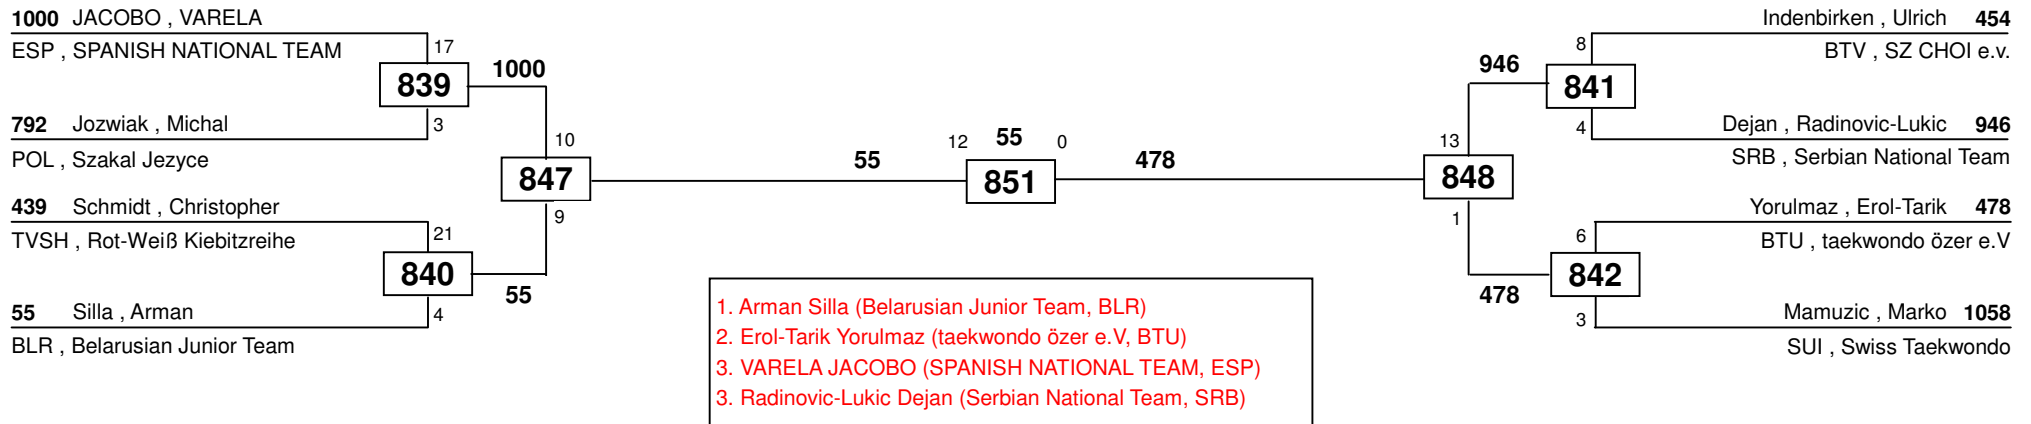 1000 JACOBO , VARELA
ESP , SPANISH NATIONAL TEAM
17
839
1000
792 Jozwiak , Michal
3
POL , Szakal Jezyce
10
847
55
439 Schmidt , Christopher
9
TVSH , Rot-Weiß Kiebitzreihe
21
840
55
55 Silla , Arman
4
BLR , Belarusian Junior Team
12 55 0
851
478
Indenbirken , Ulrich 454
8
BTV , SZ CHOI e.v.
946
841
Dejan , Radinovic-Lukic 946
4
SRB , Serbian National Team
13
848
1
Yorulmaz , Erol-Tarik 478
6
BTU , taekwondo özer e.V
842
478
Mamuzic , Marko 1058
3
SUI , Swiss Taekwondo
1. Arman Silla (Belarusian Junior Team, BLR)
2. Erol-Tarik Yorulmaz (taekwondo özer e.V, BTU)
3. VARELA JACOBO (SPANISH NATIONAL TEAM, ESP)
3. Radinovic-Lukic Dejan (Serbian National Team, SRB)